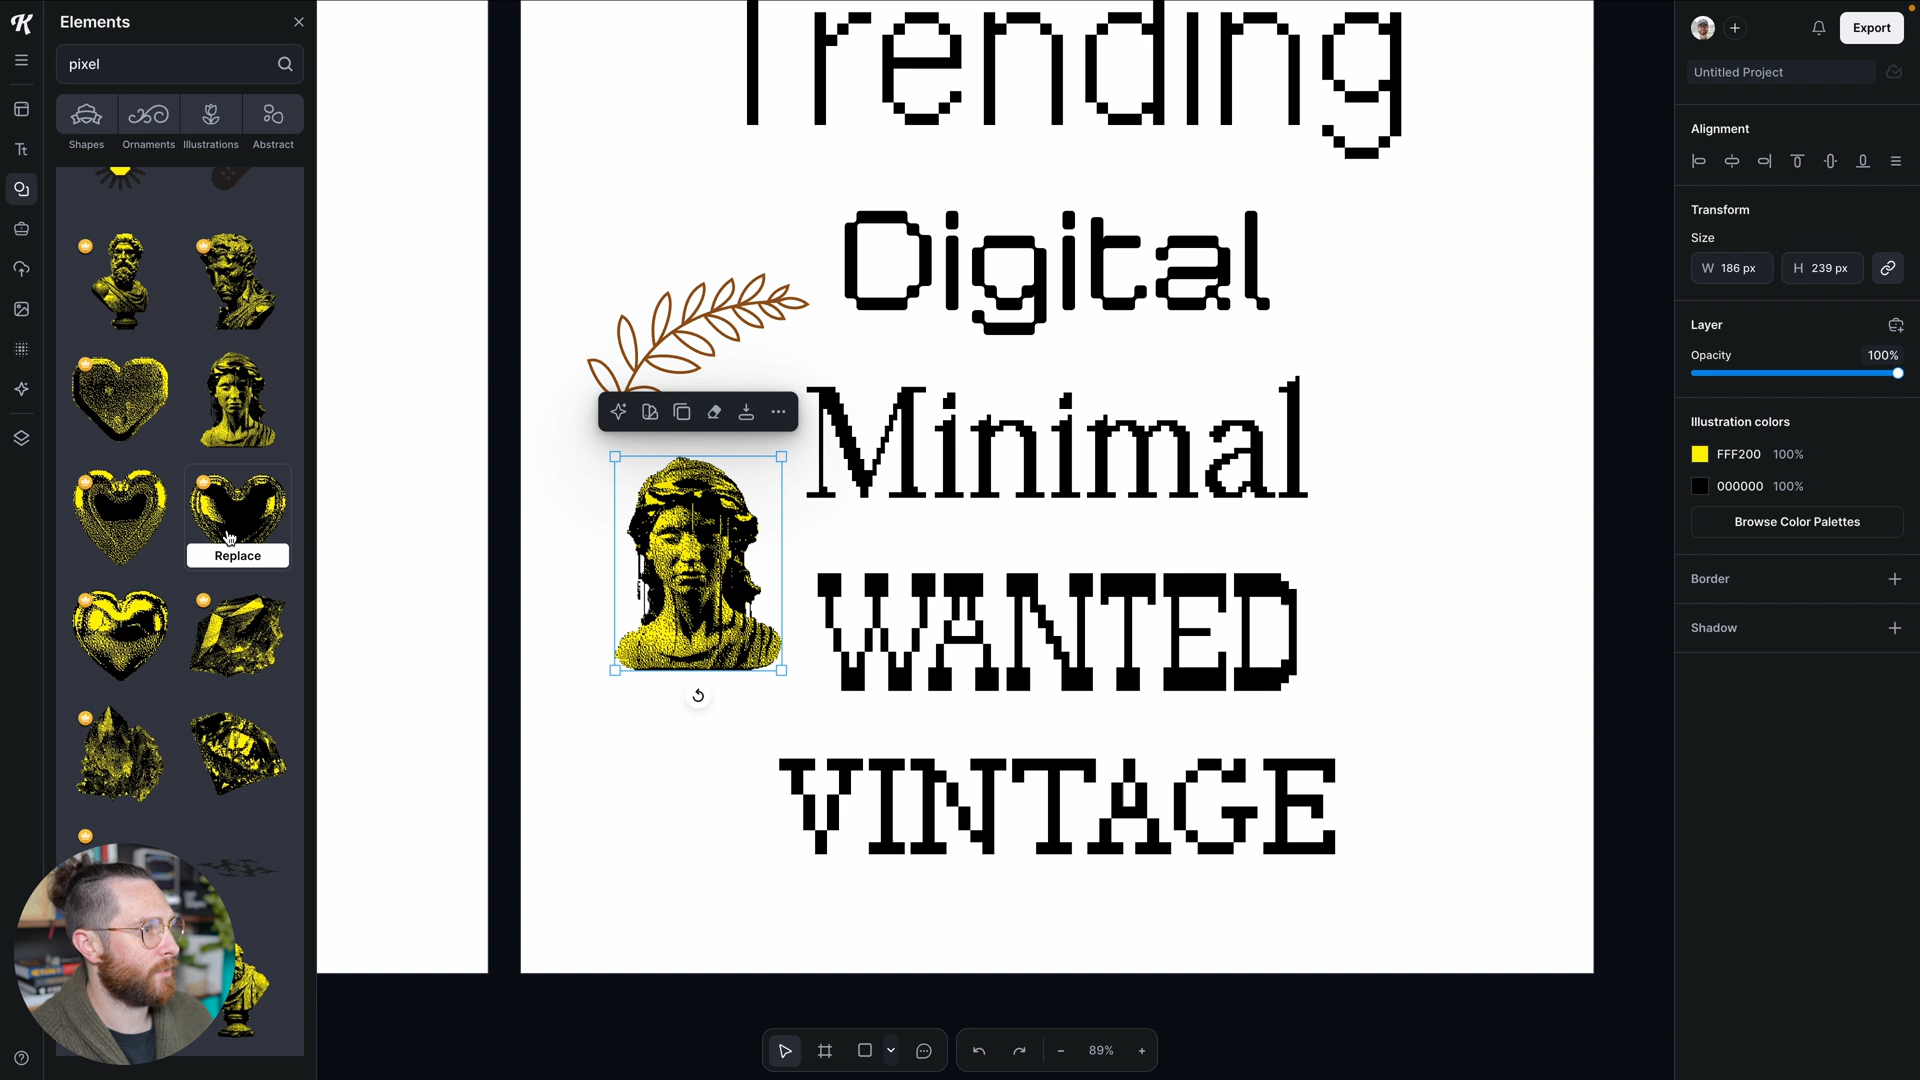 Elements
pixel
Shapes
Ornaments
Illustrations
Abstract
Replace
Trending
Digital
Minimal
WANTED
VINTAGE
89%
Export
Untitled Project
Alignment
Transform
Size
W 186 px
H 239 px
Layer
Opacity
100%
Illustration colors
FFF200 100%
000000 100%
Browse Color Palettes
Border
Shadow